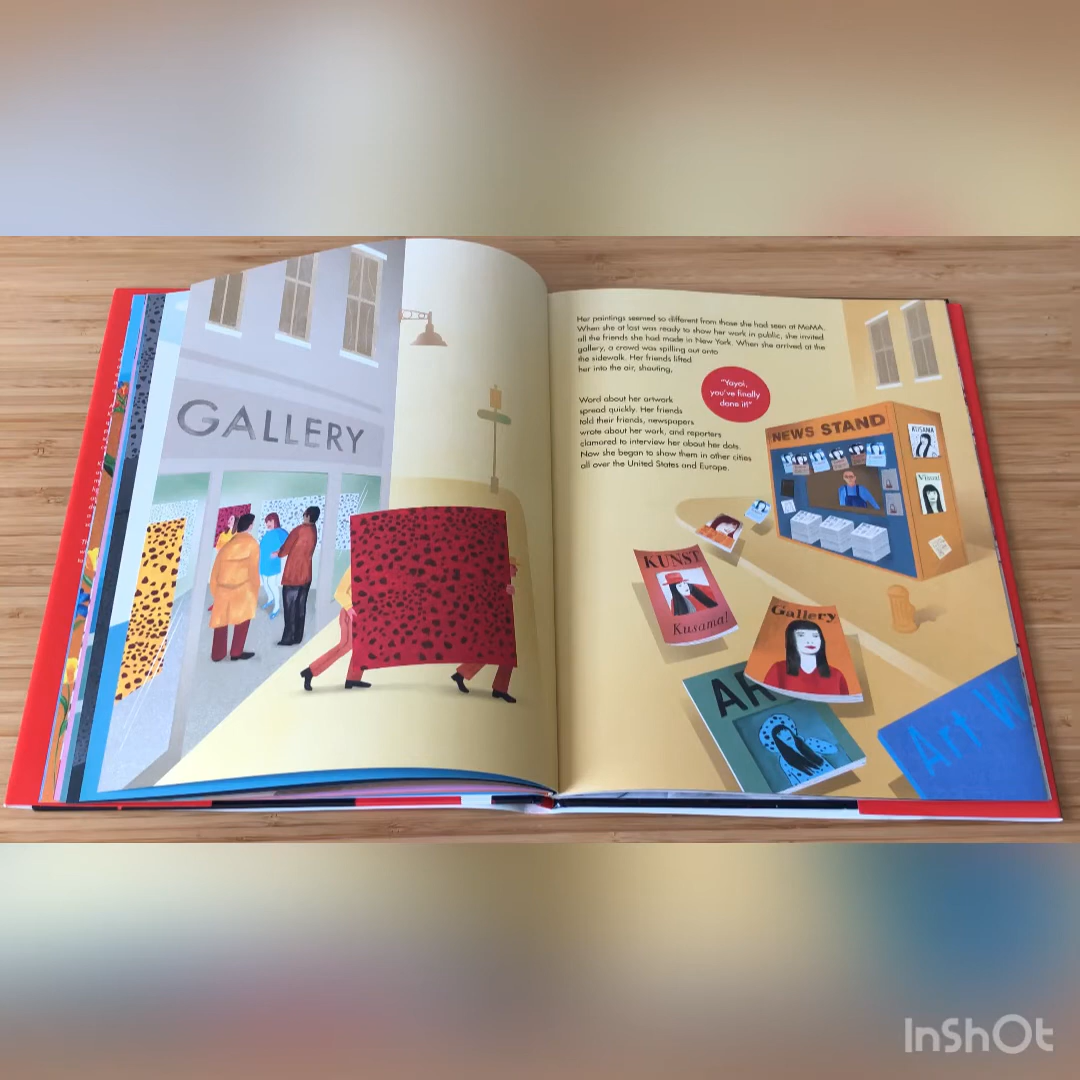 GALLERY
Her paintings seemed so different from those she had seen at MoMA.
When she at last was ready to show her work in public, she invited
all the friends she had made in New York. When she arrived at the
gallery, a crowd was spilling out onto
the sidewalk. Her friends lifted
her into the air, shouting,
"Yayoi,
you've finally
done it!"
Word about her artwork
spread quickly. Her friends
told their friends, newspapers
wrote about her work, and reporters
clamored to interview her about her dots.
Now she began to show them in other cities
all over the United States and Europe.
NEWS STAND
KUSAMA
KUNST
Kusama!
Gallery
Art W
InShOt